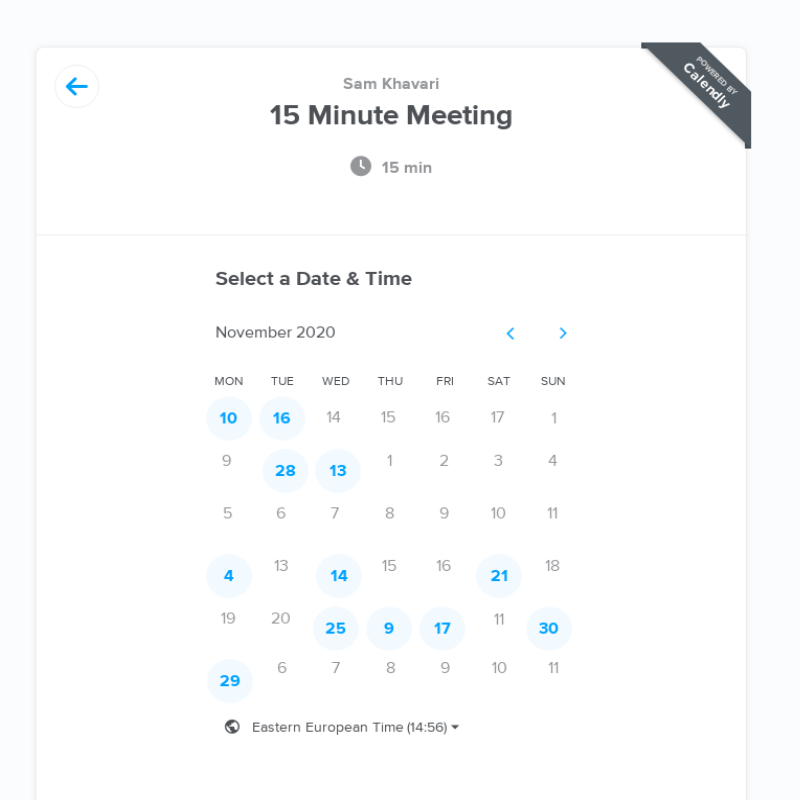 POWERED BY
Calendly
Sam Khavari
15 Minute Meeting
15 min
Select a Date & Time
November 2020
MON TUE WED THU FRI SAT SUN
10 16 14 15 16 17 1
9 28 13 1 2 3 4
5 6 7 8 9 10 11
4 13 14 15 16 21 18
19 20 25 9 17 11 30
29 6 7 8 9 10 11
Eastern European Time (14:56)